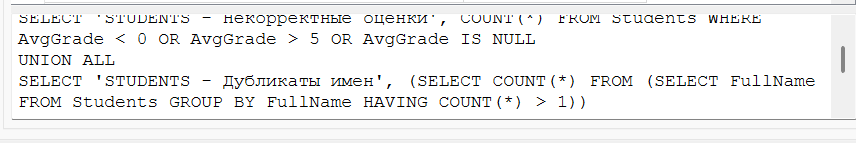 SELECT 'STUDENTS - Некорректные оценки', COUNT(*) FROM Students WHERE
AvgGrade < 0 OR AvgGrade > 5 OR AvgGrade IS NULL
UNION ALL
SELECT 'STUDENTS - Дубликаты имен', (SELECT COUNT(*) FROM (SELECT FullName
FROM Students GROUP BY FullName HAVING COUNT(*) > 1))